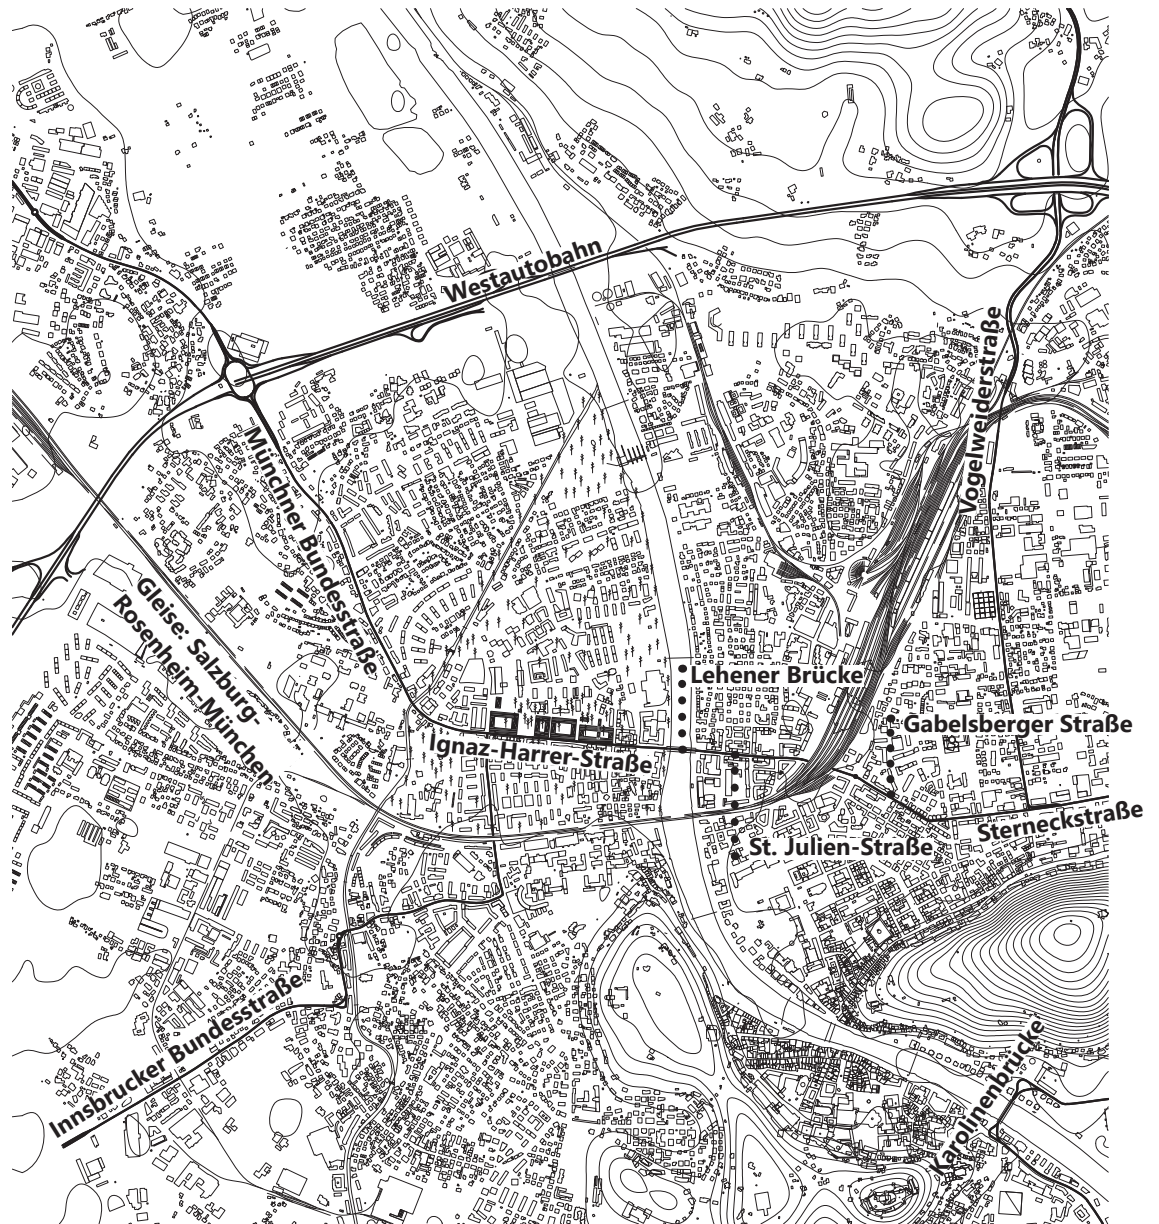 Westautobahn
Vogelweiderstraße
Münchner Bundesstraße
Gleise: Salzburg-
Rosenheim-München
Lehener Brücke
Gabelsberger Straße
Ignaz-Harrer-Straße
Sterneckstraße
St. Julien-Straße
Innsbrucker Bundesstraße
Karolinenbrücke